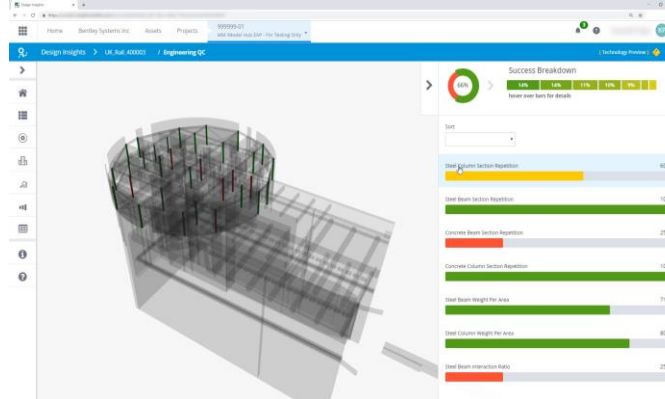 Design Insights
Home
Bentley Systems Inc
Assets
Projects
999999-01
Design Insights > UK_Rail_400003 / Engineering QC
[ Technology Preview ]
66%
Success Breakdown
14% 14% 11% 10% 9%
hover over bars for details
Sort
Steel Column Section Repetition
Steel Beam Section Repetition
Concrete Beam Section Repetition
Concrete Column Section Repetition
Steel Beam Weight Per Area
Steel Column Weight Per Area
Steel Beam Interaction Ratio